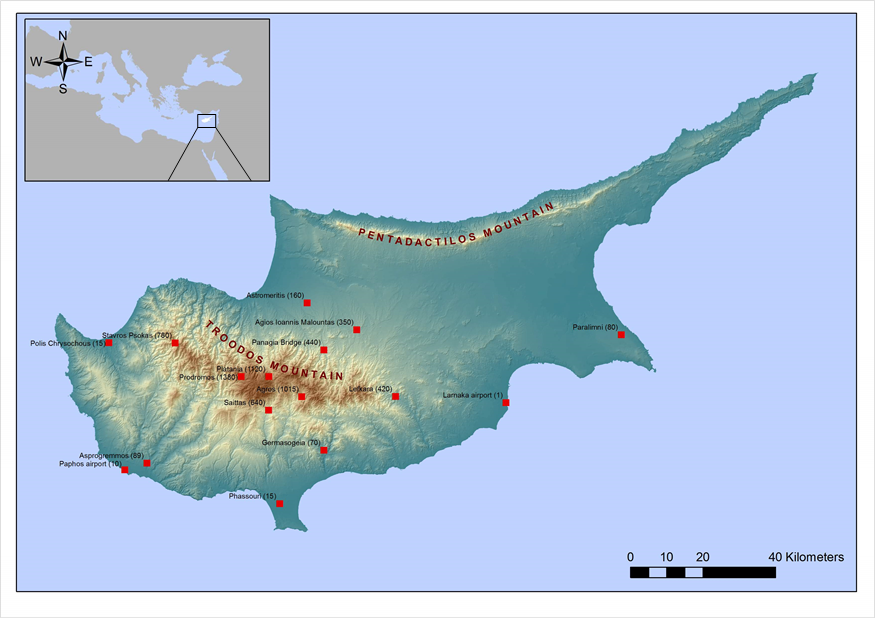 N
W E
S
PENTADACTILOS MOUNTAIN
Astromeritis (160)
Agios Ioannis Malountas (350)
Paralimni (80)
TROODOS MOUNTAIN
Stavros Psokas (780)
Polis Chrysochous (15)
Panagia Bridge (440)
Platania (1120)
Prodromos (1380)
Agros (1015)
Lefkara (420)
Larnaka airport (1)
Saittas (640)
Germasogeia (70)
Asprogremmos (89)
Paphos airport (10)
Phassouri (15)
0 10 20 40 Kilometers